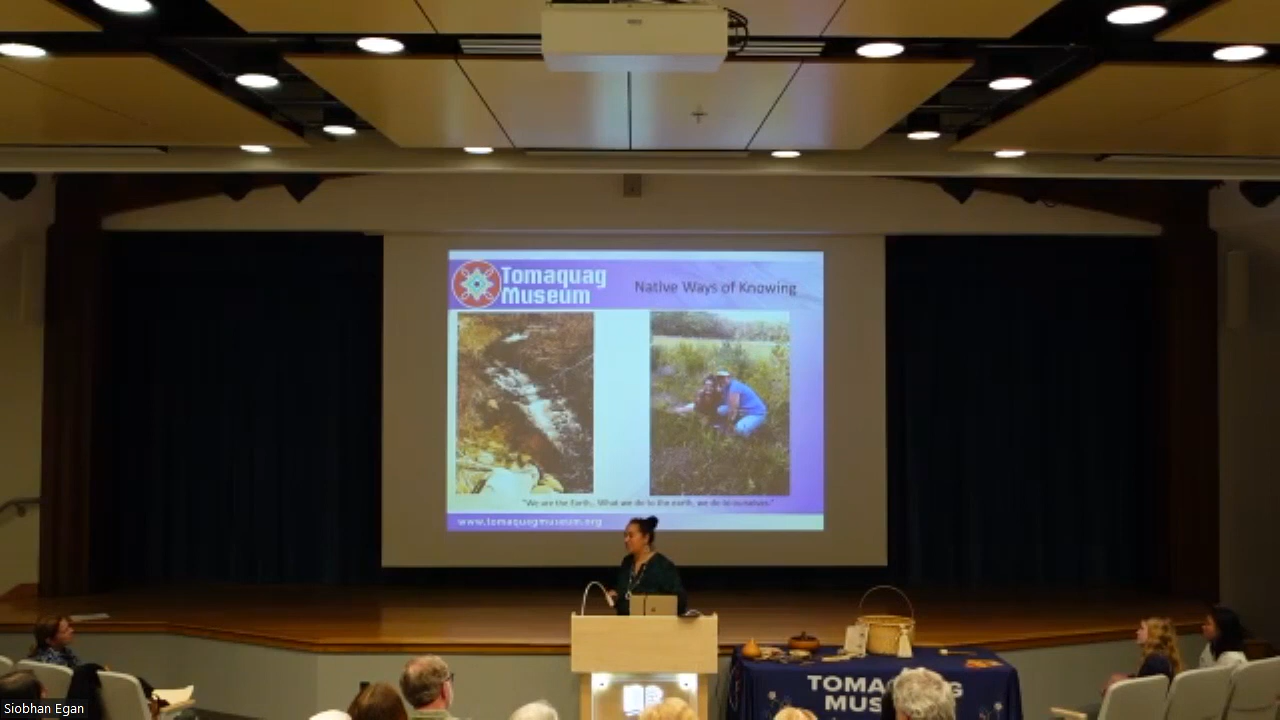 Tomaquag
Museum
Native Ways of Knowing
"We are the Earth. What we do to the earth, we do to ourselves."
www.tomaquagmuseum.org
TOMA G
MUS
Siobhan Egan